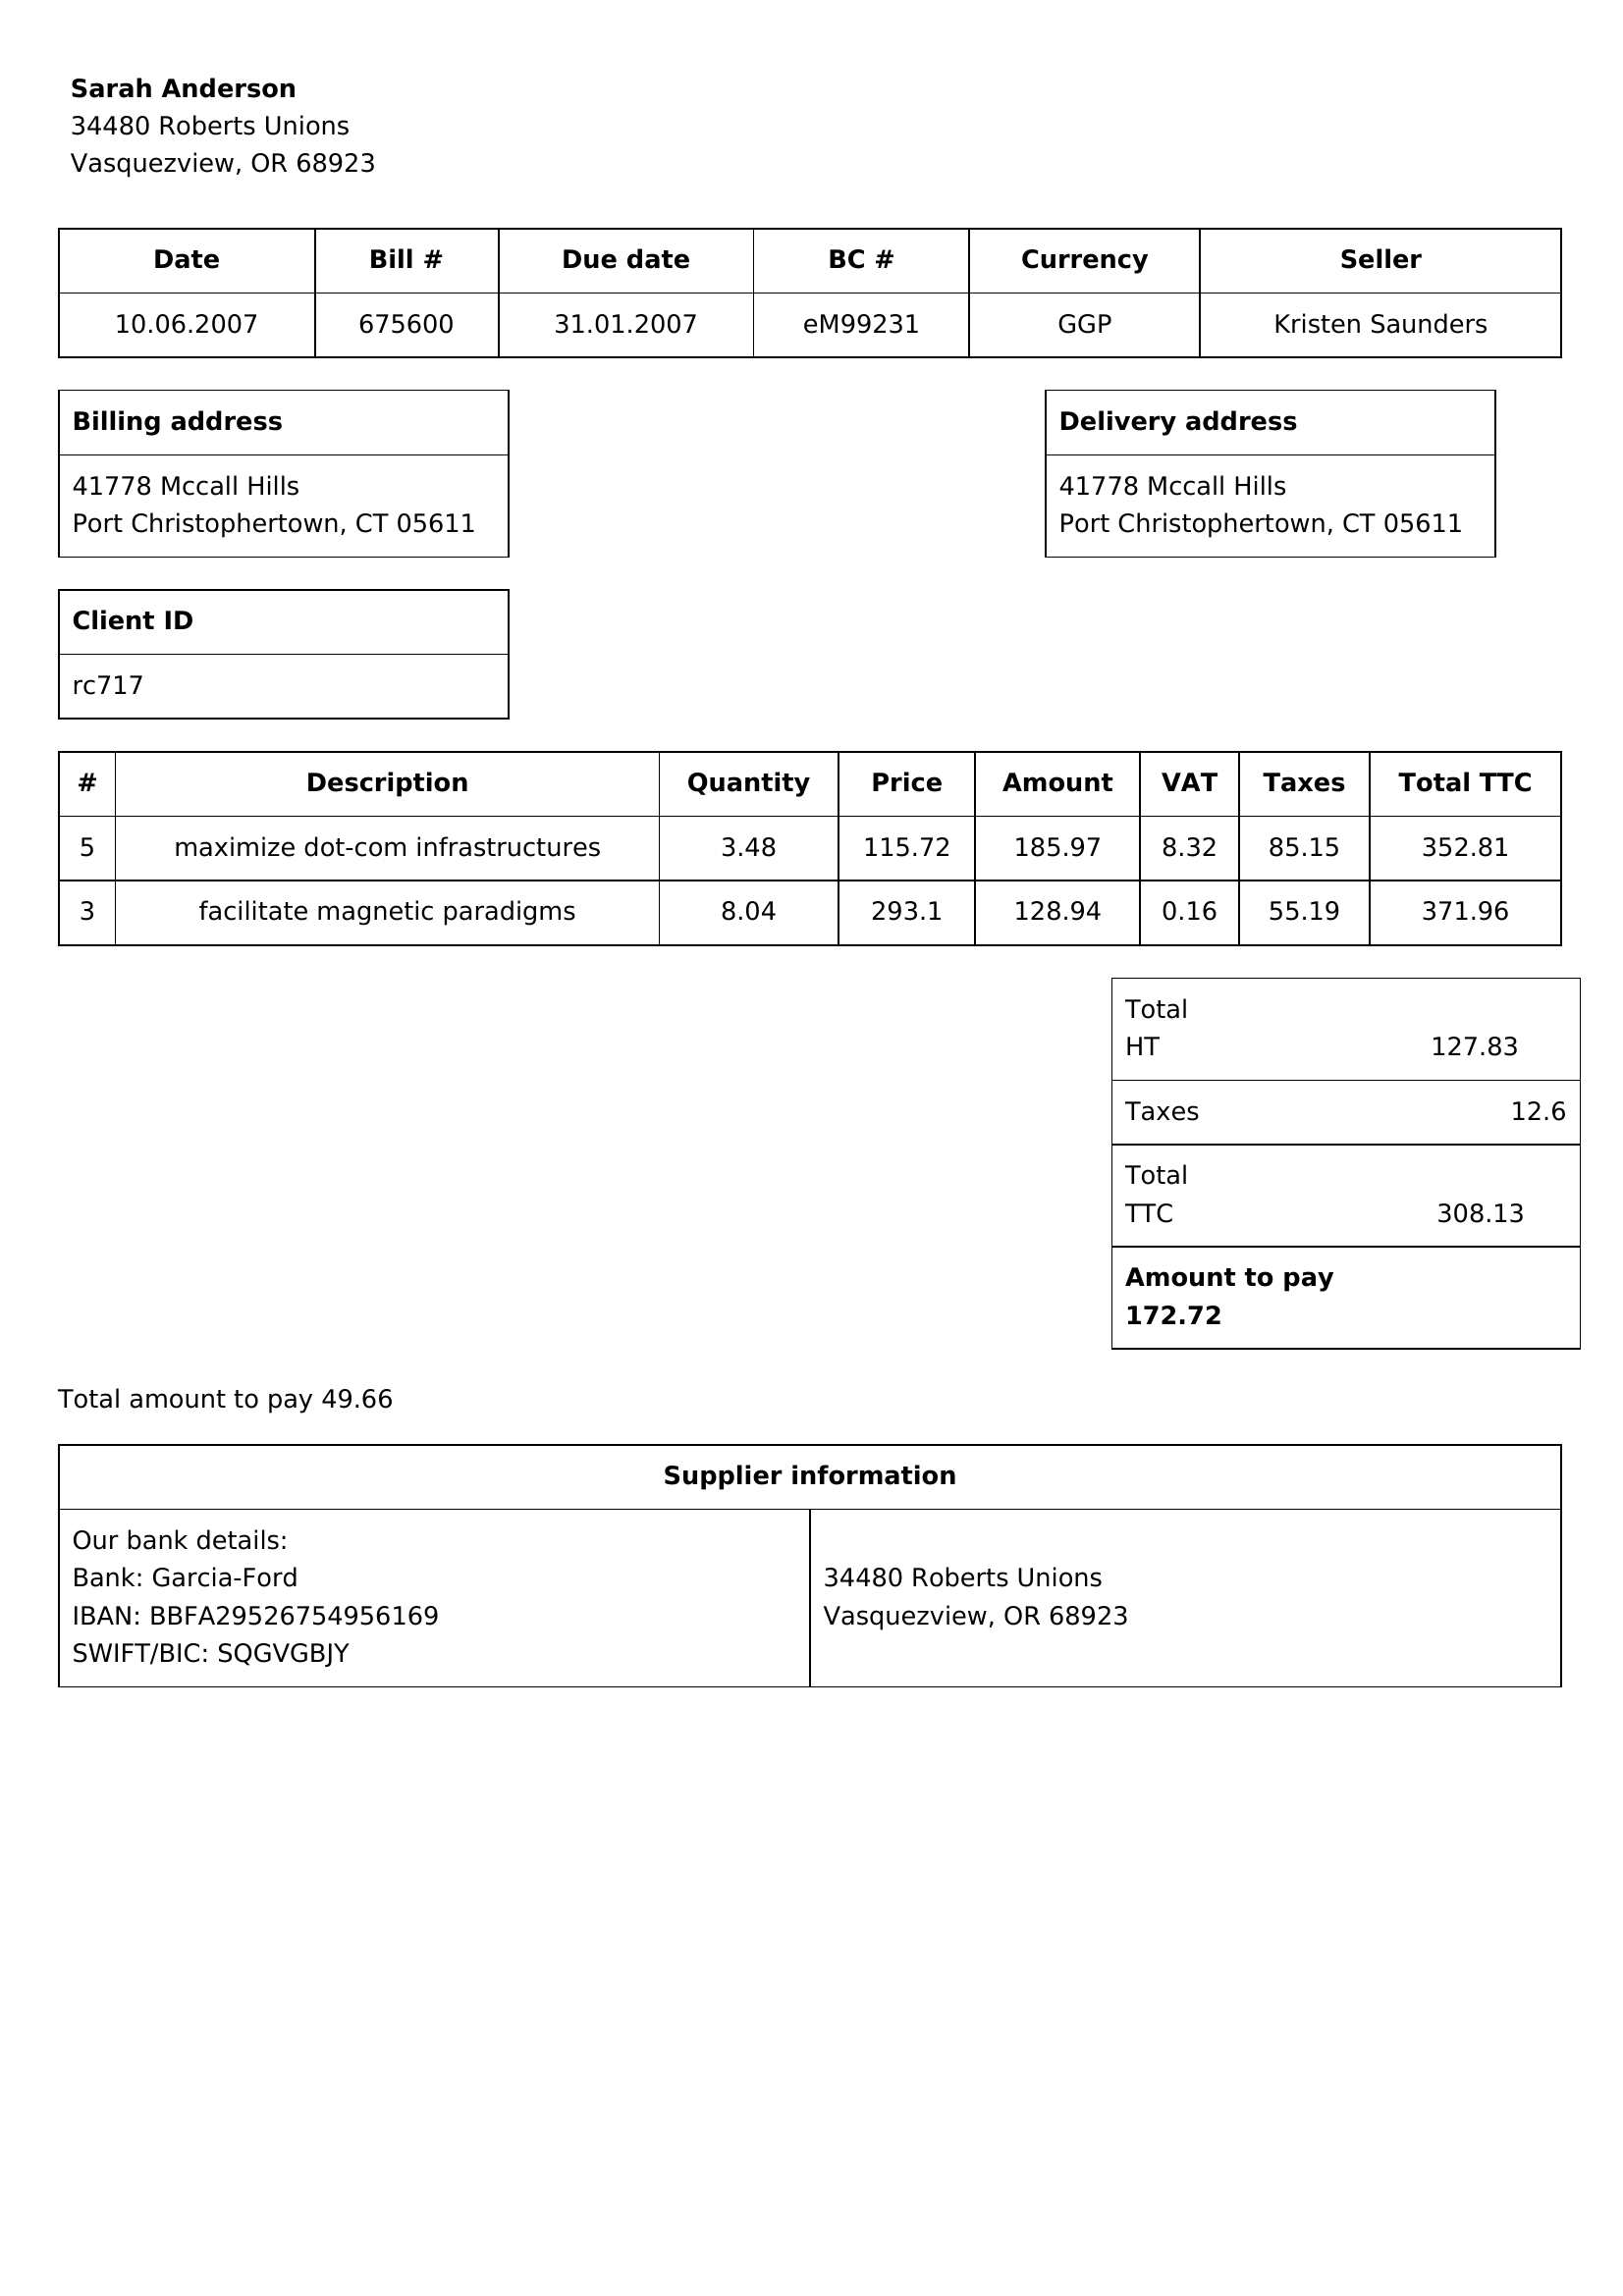 Sarah Anderson
34480 Roberts Unions
Vasquezview, OR 68923
Date Bill # Due date BC # Currency Seller
10.06.2007 675600 31.01.2007 eM99231 GGP Kristen Saunders
Billing address
41778 Mccall Hills
Port Christophertown, CT 05611
Delivery address
41778 Mccall Hills
Port Christophertown, CT 05611
Client ID
rc717
# Description Quantity Price Amount VAT Taxes Total TTC
5 maximize dot-com infrastructures 3.48 115.72 185.97 8.32 85.15 352.81
3 facilitate magnetic paradigms 8.04 293.1 128.94 0.16 55.19 371.96
Total
HT 127.83
Taxes 12.6
Total
TTC 308.13
Amount to pay
172.72
Total amount to pay 49.66
Supplier information
Our bank details:
Bank: Garcia-Ford
IBAN: BBFA29526754956169
SWIFT/BIC: SQGVGBJY
34480 Roberts Unions
Vasquezview, OR 68923